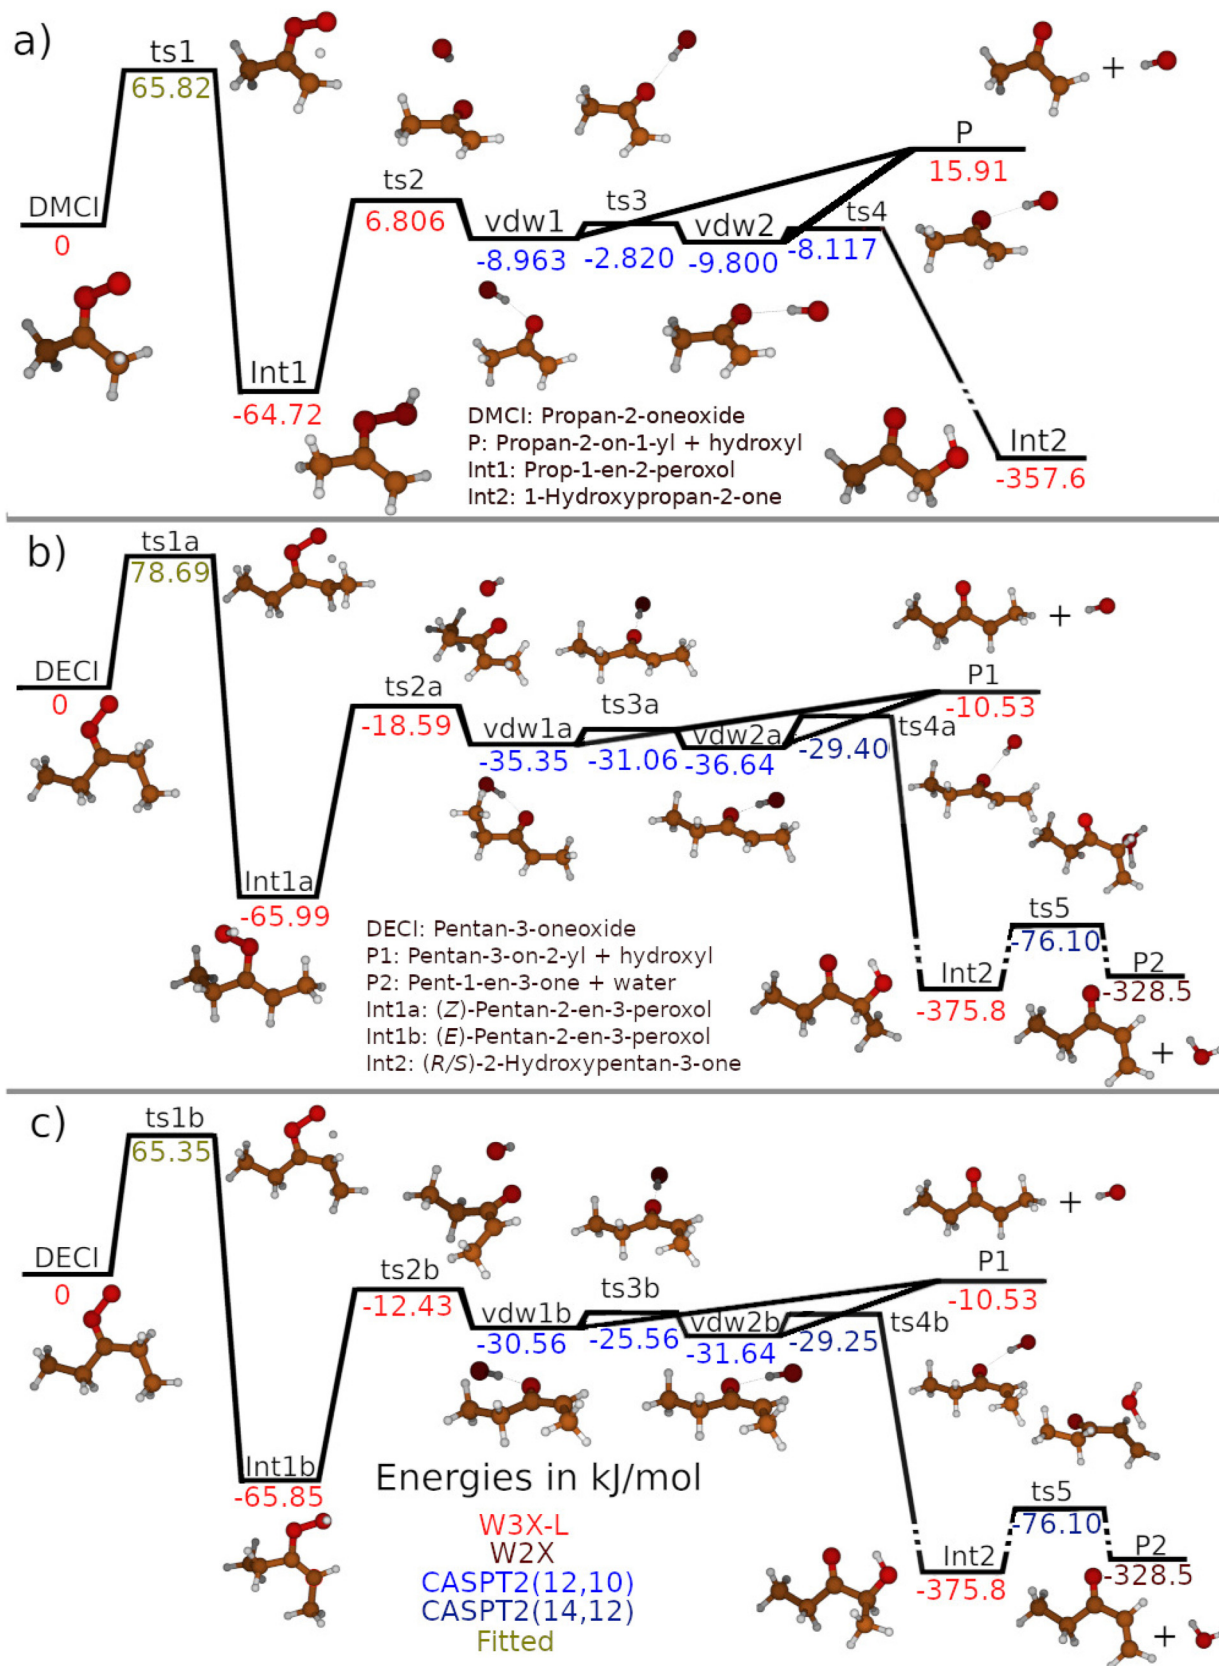 a)
ts1
65.82
DMCI
0
Int1
-64.72
ts2
6.806
vdw1
-8.963
ts3
-2.820
vdw2
-9.800
ts4
-8.117
P
15.91
+
Int2
-357.6
DMCI: Propan-2-oneoxide
P: Propan-2-on-1-yl + hydroxyl
Int1: Prop-1-en-2-peroxol
Int2: 1-Hydroxypropan-2-one
b)
ts1a
78.69
DECI
0
Int1a
-65.99
ts2a
-18.59
vdw1a
-35.35
ts3a
-31.06
vdw2a
-36.64
ts4a
-29.40
P1
-10.53
+
Int2
-375.8
ts5
-76.10
P2
-328.5
+
DECI: Pentan-3-oneoxide
P1: Pentan-3-on-2-yl + hydroxyl
P2: Pent-1-en-3-one + water
Int1a: (Z)-Pentan-2-en-3-peroxol
Int1b: (E)-Pentan-2-en-3-peroxol
Int2: (R/S)-2-Hydroxypentan-3-one
c)
ts1b
65.35
DECI
0
Int1b
-65.85
ts2b
-12.43
vdw1b
-30.56
ts3b
-25.56
vdw2b
-31.64
ts4b
-29.25
P1
-10.53
+
Int2
-375.8
ts5
-76.10
P2
-328.5
+
Energies in kJ/mol
W3X-L
W2X
CASPT2(12,10)
CASPT2(14,12)
Fitted